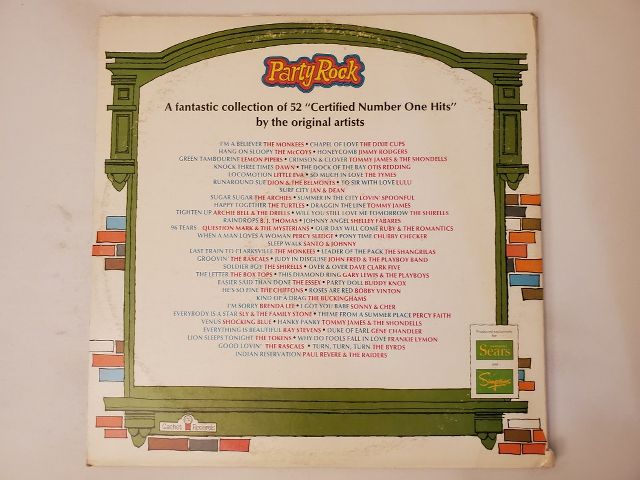 Party Rock
A fantastic collection of 52 "Certified Number One Hits"
by the original artists
I'M A BELIEVER THE MONKEES • CHAPEL OF LOVE THE DIXIE CUPS
HANG ON SLOOPY THE McCOYS • HONEYCOMB JIMMY RODGERS
GREEN TAMBOURINE LEMON PIPERS • CRIMSON & CLOVER TOMMY JAMES & THE SHONDELLS
KNOCK THREE TIMES DAWN • THE DOCK OF THE BAY OTIS REDDING
LOCOMOTION LITTLE EVA • SO MUCH IN LOVE THE TYMES
RUNAROUND SUE DION & THE BELMONTS • TO SIR WITH LOVE LULU
SURF CITY JAN & DEAN
SUGAR SUGAR THE ARCHIES • SUMMER IN THE CITY LOVIN' SPOONFUL
HAPPY TOGETHER THE TURTLES • DRAGGIN THE LINE TOMMY JAMES
TIGHTEN UP ARCHIE BELL & THE DRELLS • WILL YOU STILL LOVE ME TOMORROW THE SHIRELLS
RAINDROPS B. J. THOMAS • JOHNNY ANGEL SHELLEY FABARES
96 TEARS QUESTION MARK & THE MYSTERIANS • OUR DAY WILL COME RUBY & THE ROMANTICS
WHEN A MAN LOVES A WOMAN PERCY SLEDGE • PONY TIME CHUBBY CHECKER
SLEEP WALK SANTO & JOHNNY
LAST TRAIN TO CLARKSVILLE THE MONKEES • LEADER OF THE PACK THE SHANGRILAS
GROOVIN' THE RASCALS • JUDY IN DISGUISE JOHN FRED & THE PLAYBOY BAND
SOLDIER BOY THE SHIRELLS • OVER & OVER DAVE CLARK FIVE
THE LETTER THE BOX TOPS • THIS DIAMOND RING GARY LEWIS & THE PLAYBOYS
EASIER SAID THAN DONE THE ESSEX • PARTY DOLL BUDDY KNOX
HE'S SO FINE THE CHIFFONS • ROSES ARE RED BOBBY VINTON
KIND OF A DRAG THE BUCKINGHAMS
I'M SORRY BRENDA LEE • I GOT YOU BABE SONNY & CHER
EVERYBODY IS A STAR SLY & THE FAMILY STONE • THEME FROM A SUMMER PLACE PERCY FAITH
VENUS SHOCKING BLUE • HANKY PANKY TOMMY JAMES & THE SHONDELLS
EVERYTHING IS BEAUTIFUL RAY STEVENS • DUKE OF EARL GENE CHANDLER
LION SLEEPS TONIGHT THE TOKENS • WHY DO FOOLS FALL IN LOVE FRANKIE LYMON
GOOD LOVIN' THE RASCALS • TURN, TURN, TURN THE BYRDS
INDIAN RESERVATION PAUL REVERE & THE RAIDERS
Sears
Simpsons
Cachet Records